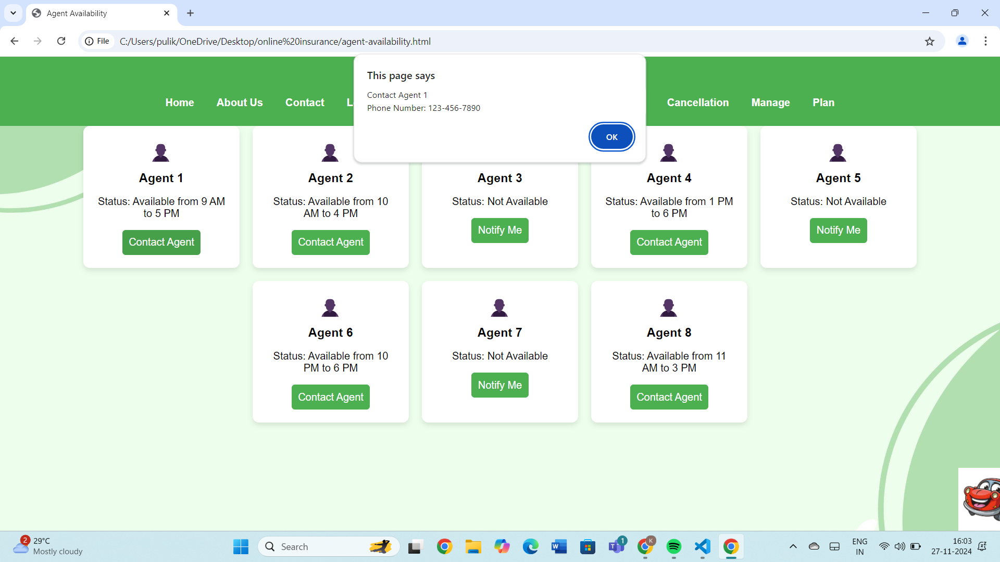 Agent Availability
File
C:/Users/pulik/OneDrive/Desktop/online%20insurance/agent-availability.html
This page says
Contact Agent 1
Phone Number: 123-456-7890
OK
Home
About Us
Contact
Cancellation
Manage
Plan
Agent 1
Status: Available from 9 AM
to 5 PM
Contact Agent
Agent 2
Status: Available from 10
AM to 4 PM
Contact Agent
Agent 3
Status: Not Available
Notify Me
Agent 4
Status: Available from 1 PM
to 6 PM
Contact Agent
Agent 5
Status: Not Available
Notify Me
Agent 6
Status: Available from 10
PM to 6 PM
Contact Agent
Agent 7
Status: Not Available
Notify Me
Agent 8
Status: Available from 11
AM to 3 PM
Contact Agent
2
29°C
Mostly cloudy
Search
1
K
ENG
IN
16:03
27-11-2024